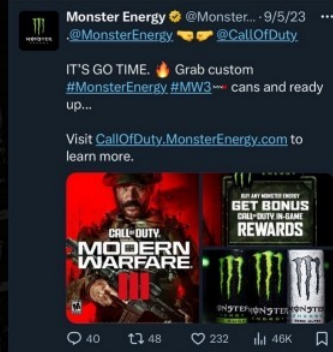 Monster Energy @Monster... · 9/5/23 ...
.@MonsterEnergy 🤜🤛 @CallOfDuty
IT'S GO TIME. 🔥 Grab custom
#MonsterEnergy #MW3 cans and ready
up...
Visit CallOfDuty.MonsterEnergy.com to
learn more.
MONSTER
CALL OF DUTY
MODERN
WARFARE
III
M
BUY ANY MONSTER ENERGY
GET BONUS
CALL OF DUTY IN-GAME
REWARDS
40 48 232 46K